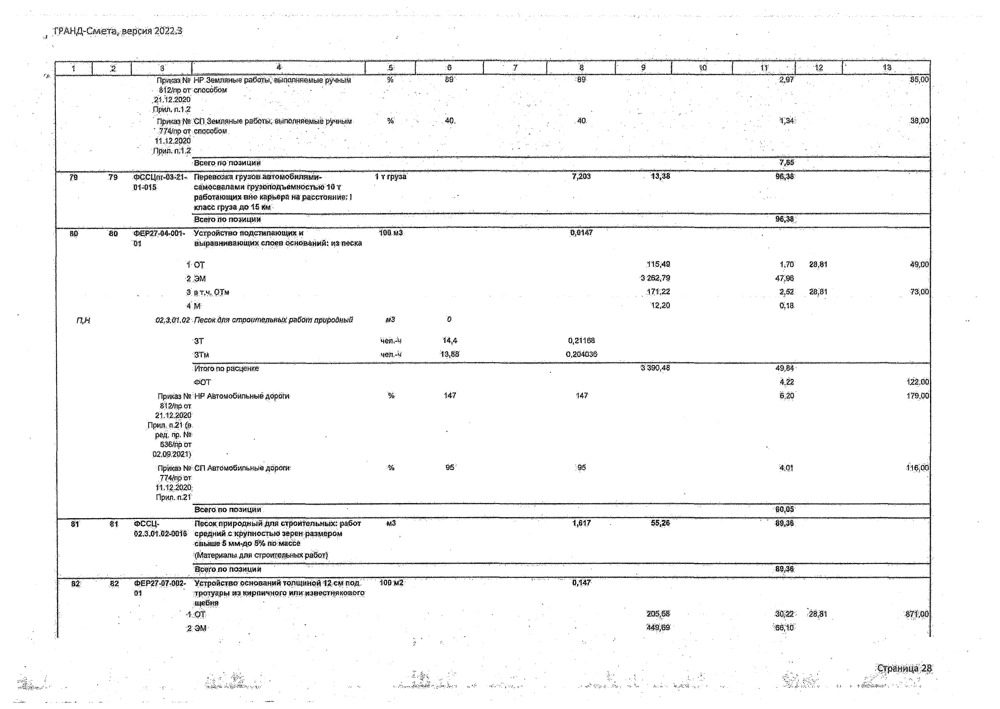 ГРАНД-Смета, версия 2022.3
1 2 3 4 5 6 7 8 9 10 11 12 13
Приказ № НР Земляные работы, выполняемые ручным % 89 89 2,97 85,00
812/пр от способом
21.12.2020
Прил. п.1.2
Приказ № СП Земляные работы, выполняемые ручным % 40 40 1,34 38,00
774/пр от способом
11.12.2020
Прил. п.1.2
Всего по позиции 7,65
79 79 ФССЦпг-03-21- Перевозка грузов автомобилями- 1 т груза 7,203 13,38 96,38
01-015 самосвалами грузоподъемностью 10 т
работающих вне карьера на расстояние: I
класс груза до 15 км
Всего по позиции 96,38
80 80 ФЕР27-04-001- Устройство подстилающих и 100 м3 0,0147
01 выравнивающих слоев оснований: из песка
1 ОТ 115,49 1,70 28,81 49,00
2 ЭМ 3 262,79 47,96
3 в т.ч. ОТм 171,22 2,52 28,81 73,00
4 М 12,20 0,18
П,Н 02.3.01.02 Песок для строительных работ природный м3 0
ЗТ чел.-ч 14,4 0,21168
ЗТм чел.-ч 13,88 0,204036
Итого по расценке 3 390,48 49,84
ФОТ 4,22 122,00
Приказ № НР Автомобильные дороги % 147 147 6,20 179,00
812/пр от
21.12.2020
Прил. п.21 (в
ред. пр. №
636/пр от
02.09.2021)
Приказ № СП Автомобильные дороги % 95 95 4,01 116,00
774/пр от
11.12.2020
Прил. п.21
Всего по позиции 60,05
81 81 ФССЦ- Песок природный для строительных: работ м3 1,617 55,26 89,36
02.3.01.02-0016 средний с крупностью зерен размером
свыше 5 мм-до 5% по массе
(Материалы для строительных работ)
Всего по позиции 89,36
82 82 ФЕР27-07-002- Устройство оснований толщиной 12 см под 100 м2 0,147
01 тротуары из кирпичного или известнякового
щебня
1 ОТ 205,58 30,22 28,81 871,00
2 ЭМ 449,69 66,10
Страница 28